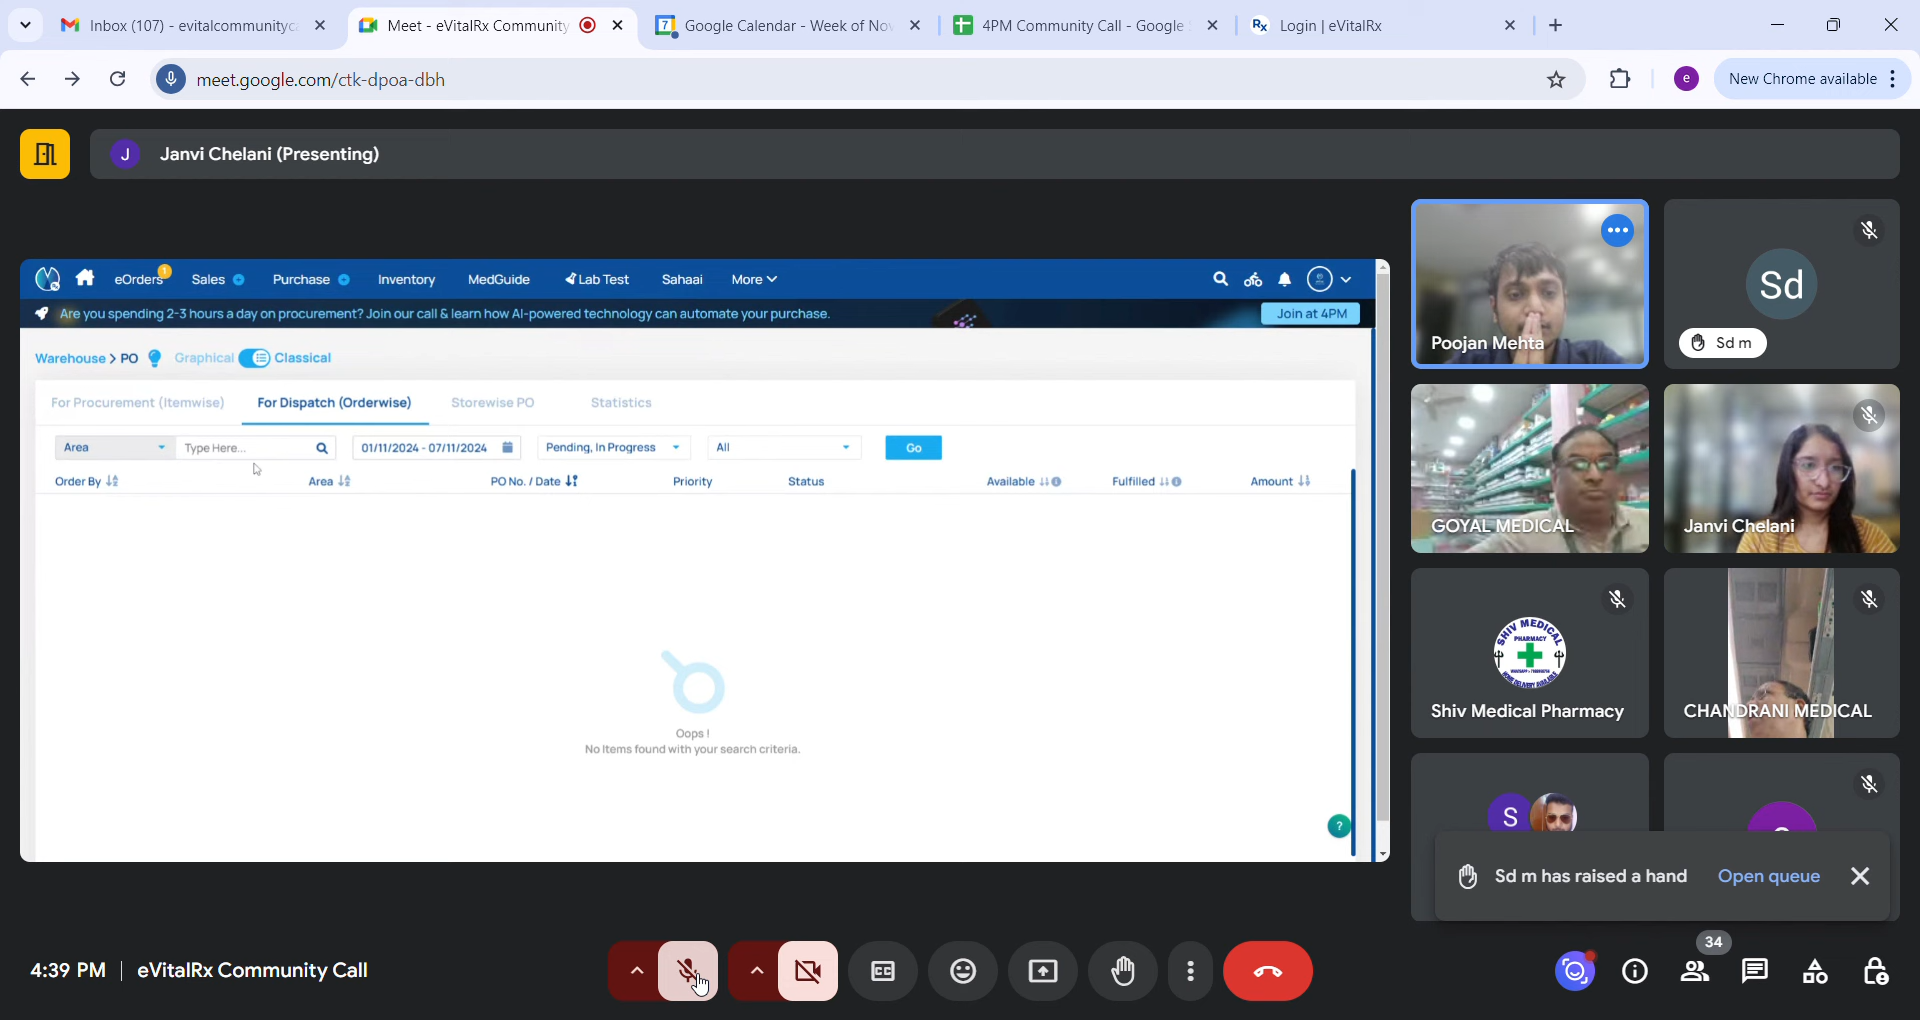 Inbox (107) - evitalcommunityc
Meet - eVitalRx Community
Google Calendar - Week of Nov
4PM Community Call - Google S
Login | eVitalRx
meet.google.com/ctk-dpoa-dbh
e
New Chrome available
J
Janvi Chelani (Presenting)
eOrders
1
Sales
Purchase
Inventory
MedGuide
Lab Test
Sahaai
More
Are you spending 2-3 hours a day on procurement? Join our call & learn how AI-powered technology can automate your purchase.
Join at 4PM
Warehouse > PO
Graphical
Classical
For Procurement (Itemwise)
For Dispatch (Orderwise)
Storewise PO
Statistics
Area
Type Here...
01/11/2024 - 07/11/2024
Pending, In Progress
All
Go
Order By
Area
PO No. / Date
Priority
Status
Available
Fulfilled
Amount
Oops !
No Items found with your search criteria.
?
Poojan Mehta
Sd
Sd m
GOYAL MEDICAL
Janvi Chelani
SHIV MEDICAL
PHARMACY
Shiv Medical Pharmacy
CHANDRANI MEDICAL
S
Sd m has raised a hand
Open queue
4:39 PM | eVitalRx Community Call
34